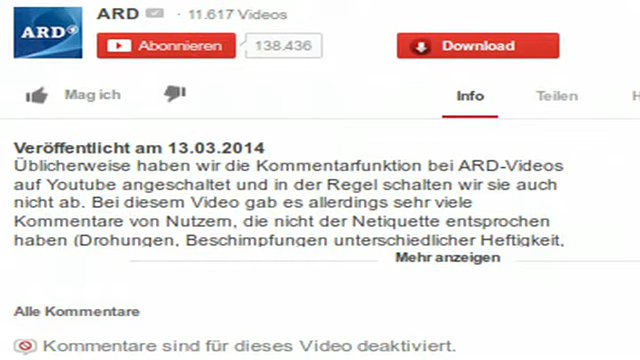 ARD
ARD · 11.617 Videos
Abonnieren 138.436 Download
Mag ich Info Teilen
Veröffentlicht am 13.03.2014
Üblicherweise haben wir die Kommentarfunktion bei ARD-Videos
auf Youtube angeschaltet und in der Regel schalten wir sie auch
nicht ab. Bei diesem Video gab es allerdings sehr viele
Kommentare von Nutzern, die nicht der Netiquette entsprochen
haben (Drohungen, Beschimpfungen unterschiedlicher Heftigkeit,
Mehr anzeigen
Alle Kommentare
Kommentare sind für dieses Video deaktiviert.